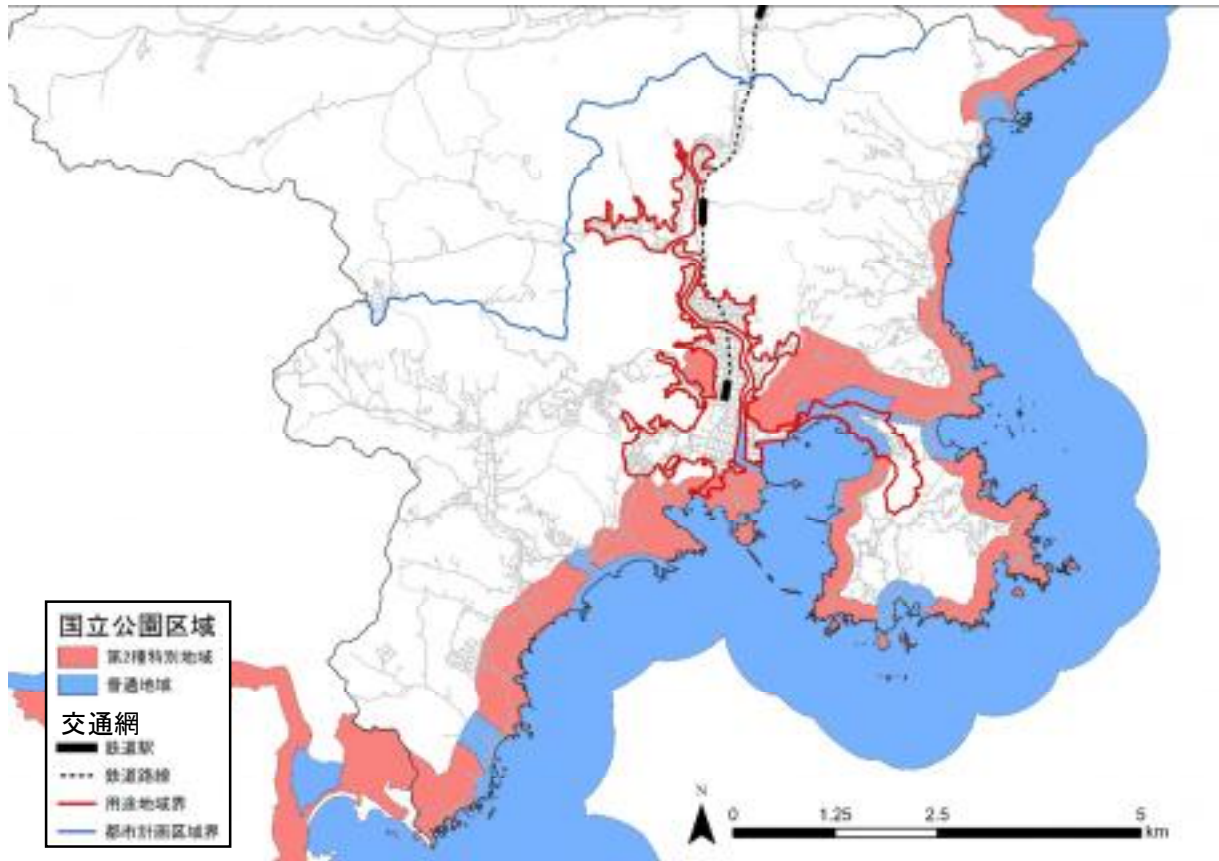 国立公園区域
第2種特別地域
普通地域
交通網
鉄道駅
鉄道路線
用途地域界
都市計画区域界
N
0 1.25 2.5 5
km